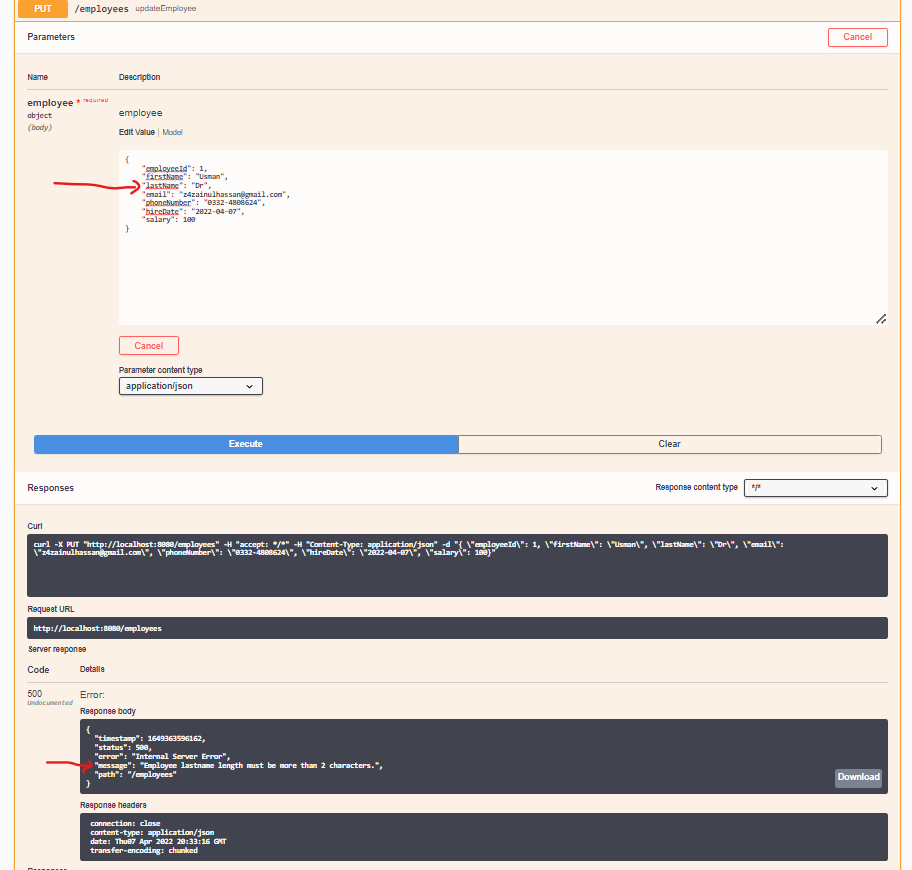 PUT /employees updateEmployee
Parameters
Cancel
Name Description
employee * required
object
(body)
employee
Edit Value | Model
{
"employeeId": 1,
"firstName": "Usman",
"lastName": "Dr",
"email": "z4zainulhassan@gmail.com",
"phoneNumber": "0332-4808624",
"hireDate": "2022-04-07",
"salary": 100
}
Cancel
Parameter content type
application/json
Execute Clear
Responses Response content type */*
Curl
curl -X PUT "http://localhost:8080/employees" -H "accept: */*" -H "Content-Type: application/json" -d "{ \"employeeId\": 1, \"firstName\": \"Usman\", \"lastName\": \"Dr\", \"email\":
\"z4zainulhassan@gmail.com\", \"phoneNumber\": \"0332-4808624\", \"hireDate\": \"2022-04-07\", \"salary\": 100}"
Request URL
http://localhost:8080/employees
Server response
Code Details
500
Undocumented
Error:
Response body
{
"timestamp": 1649363596162,
"status": 500,
"error": "Internal Server Error",
"message": "Employee lastname length must be more than 2 characters.",
"path": "/employees"
}
Download
Response headers
connection: close
content-type: application/json
date: Thu07 Apr 2022 20:33:16 GMT
transfer-encoding: chunked